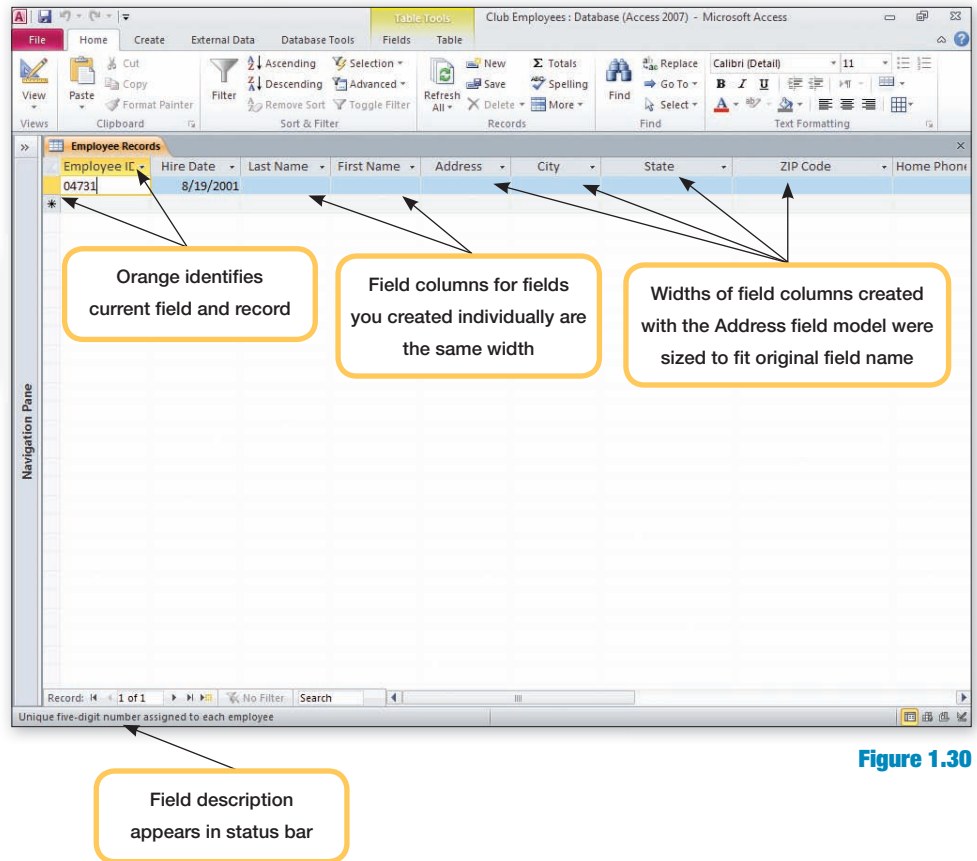 A
Table Tools
Club Employees : Database (Access 2007) - Microsoft Access
File Home Create External Data Database Tools Fields Table
View
Paste
Cut
Copy
Format Painter
Filter
Ascending
Descending
Remove Sort
Selection
Advanced
Toggle Filter
Refresh All
New
Save
Delete
Σ Totals
Spelling
More
Find
Replace
Go To
Select
Calibri (Detail) 11
B I U
A
Views Clipboard Sort & Filter Records Find Text Formatting
» Employee Records
Employee ID Hire Date Last Name First Name Address City State ZIP Code Home Phone
04731 8/19/2001
*
Orange identifies
current field and record
Field columns for fields
you created individually are
the same width
Widths of field columns created
with the Address field model were
sized to fit original field name
Navigation Pane
Record: 1 of 1 No Filter Search
Unique five-digit number assigned to each employee
Figure 1.30
Field description
appears in status bar